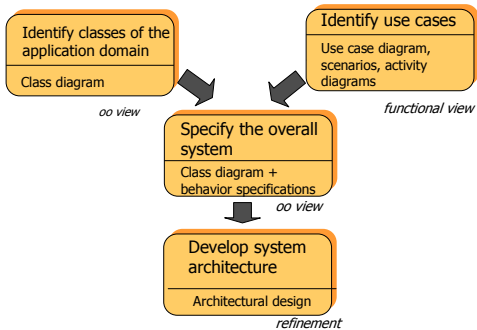 Identify classes of the
application domain
Class diagram
oo view
Identify use cases
Use case diagram,
scenarios, activity
diagrams
functional view
Specify the overall
system
Class diagram +
behavior specifications
oo view
Develop system
architecture
Architectural design
refinement